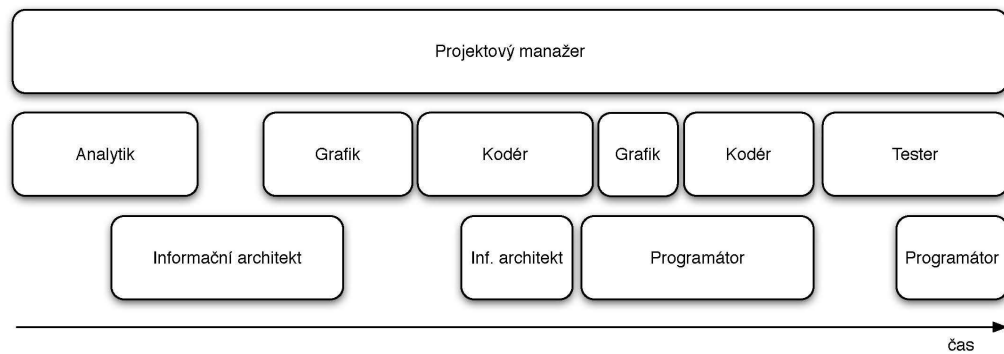 Projektový manažer
Analytik
Grafik
Kodér
Grafik
Kodér
Tester
Informační architekt
Inf. architekt
Programátor
Programátor
čas